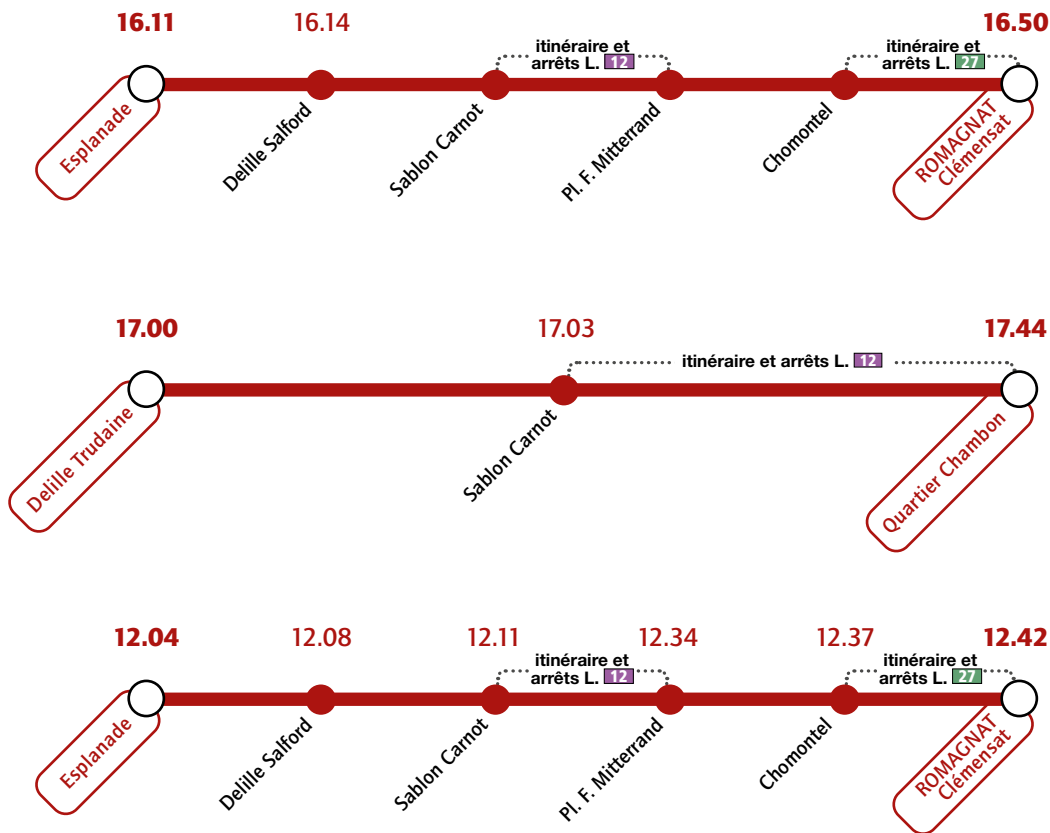 16.11 16.14 16.50
itinéraire et
arrêts L. 12
itinéraire et
arrêts L. 27
Esplanade
Delille Salford
Sablon Carnot
Pl. F. Mitterrand
Chomontel
ROMAGNAT
Clémensat
17.00 17.03 17.44
itinéraire et arrêts L. 12
Delille Trudaine
Sablon Carnot
Quartier Chambon
12.04 12.08 12.11 12.34 12.37 12.42
itinéraire et
arrêts L. 12
itinéraire et
arrêts L. 27
Esplanade
Delille Salford
Sablon Carnot
Pl. F. Mitterrand
Chomontel
ROMAGNAT
Clémensat